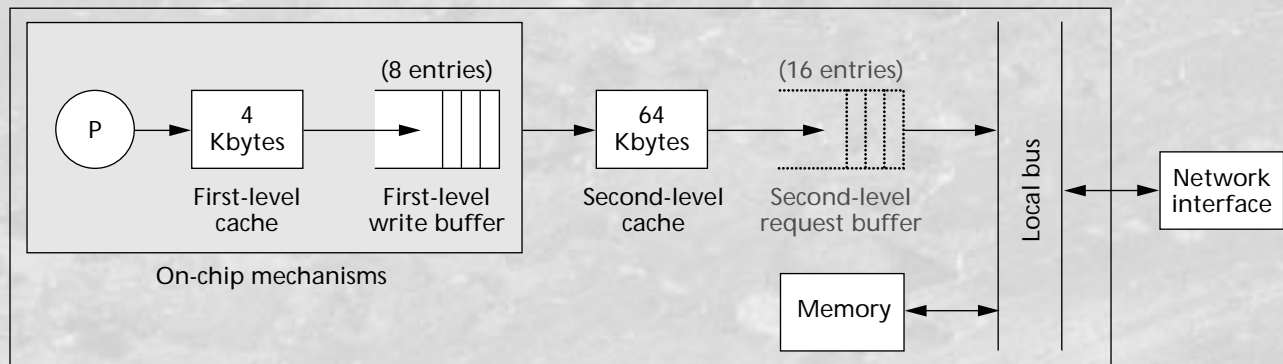 (8 entries)
(16 entries)
P
4
Kbytes
64
Kbytes
First-level
cache
First-level
write buffer
Second-level
cache
Second-level
request buffer
Local bus
Network
interface
On-chip mechanisms
Memory